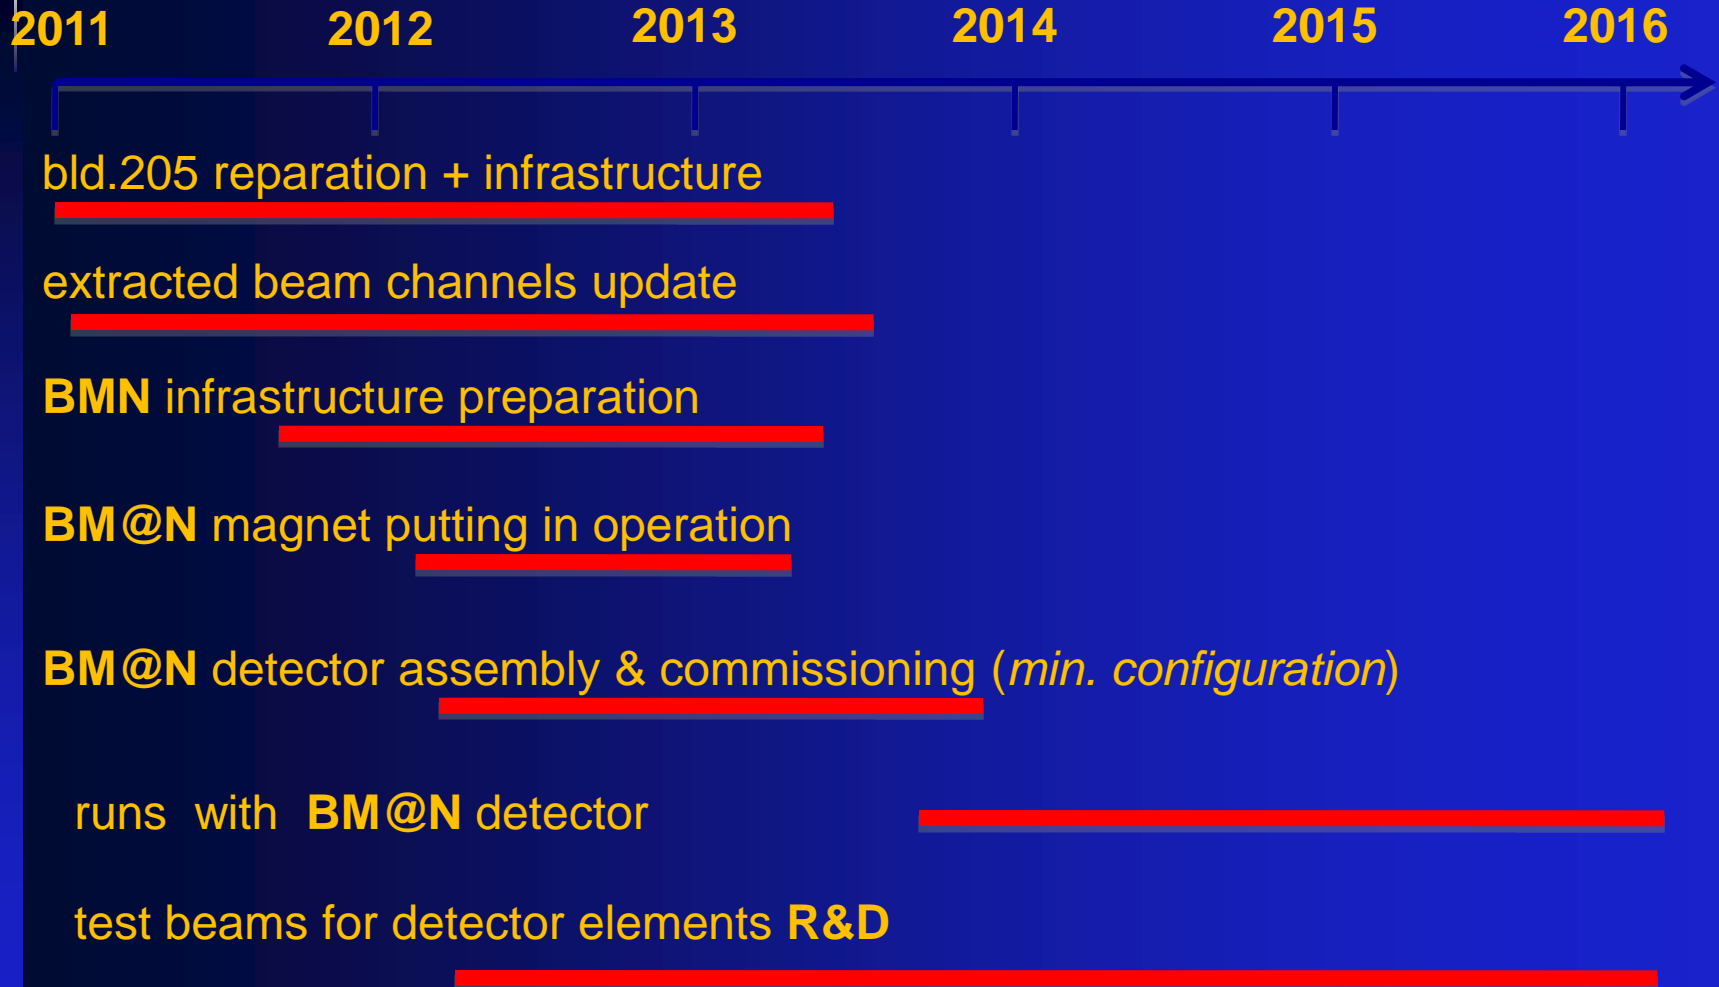 2011 2012 2013 2014 2015 2016
bld.205 reparation + infrastructure
extracted beam channels update
BMN infrastructure preparation
BM@N magnet putting in operation
BM@N detector assembly & commissioning (min. configuration)
runs with BM@N detector
test beams for detector elements R&D